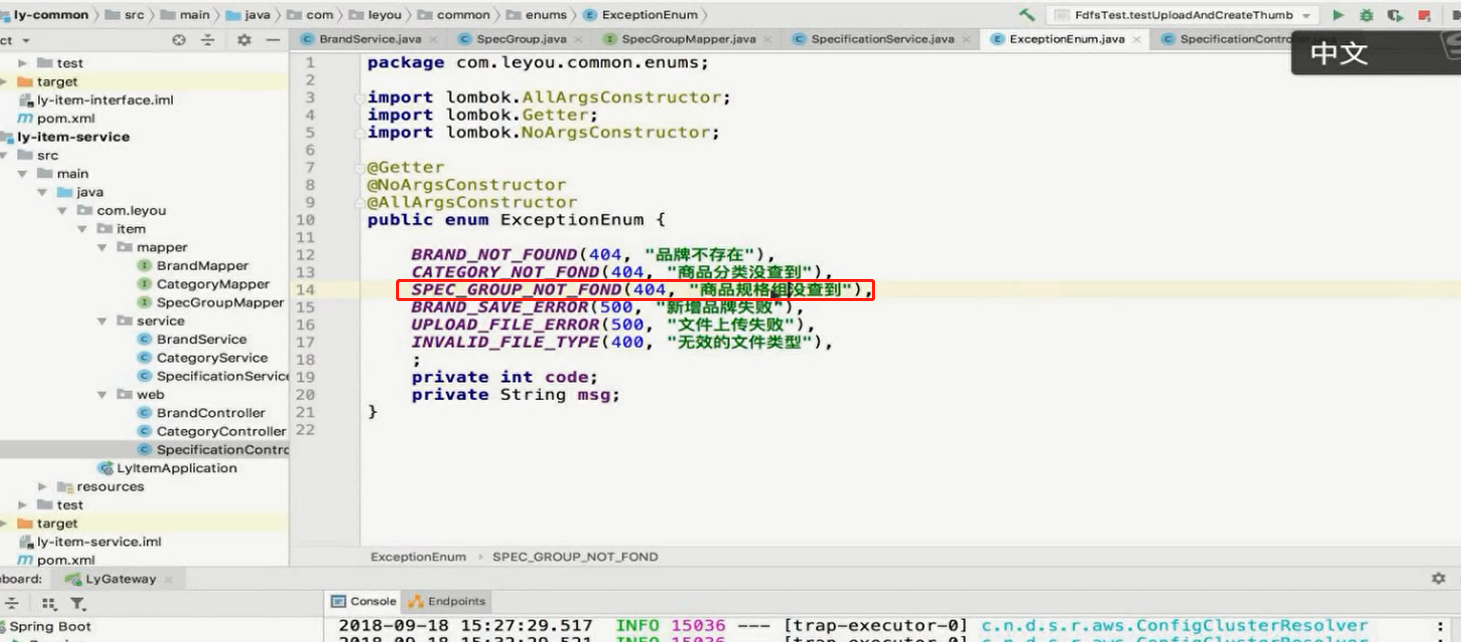 ly-common src main java com leyou common enums ExceptionEnum FdfsTest.testUploadAndCreateThumb
ct
BrandService.java SpecGroup.java SpecGroupMapper.java SpecificationService.java ExceptionEnum.java SpecificationContro
中文
test
target
ly-item-interface.iml
pom.xml
ly-item-service
src
main
java
com.leyou
item
mapper
BrandMapper
CategoryMapper
SpecGroupMapper
service
BrandService
CategoryService
SpecificationService
web
BrandController
CategoryController
SpecificationContro
LyItemApplication
resources
test
target
ly-item-service.iml
pom.xml
1 package com.leyou.common.enums;
2
3 import lombok.AllArgsConstructor;
4 import lombok.Getter;
5 import lombok.NoArgsConstructor;
6
7 @Getter
8 @NoArgsConstructor
9 @AllArgsConstructor
10 public enum ExceptionEnum {
11
12 BRAND_NOT_FOUND(404, "品牌不存在"),
13 CATEGORY_NOT_FOND(404, "商品分类没查到"),
14 SPEC_GROUP_NOT_FOND(404, "商品规格组没查到"),
15 BRAND_SAVE_ERROR(500, "新增品牌失败"),
16 UPLOAD_FILE_ERROR(500, "文件上传失败"),
17 INVALID_FILE_TYPE(400, "无效的文件类型"),
18 ;
19 private int code;
20 private String msg;
21 }
22
ExceptionEnum SPEC_GROUP_NOT_FOND
board: LyGateway
Console Endpoints
Spring Boot
2018-09-18 15:27:29.517 INFO 15036 --- [trap-executor-0] c.n.d.s.r.aws.ConfigClusterResolver :